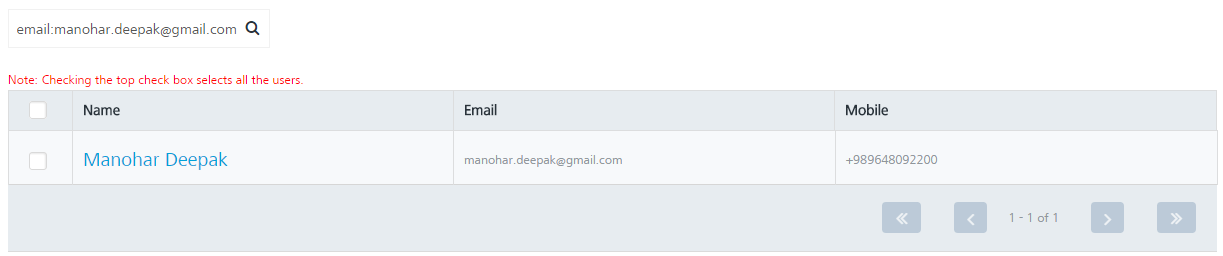 email:manohar.deepak@gmail.com
Note: Checking the top check box selects all the users.
Name Email Mobile
Manohar Deepak manohar.deepak@gmail.com +989648092200
1 - 1 of 1